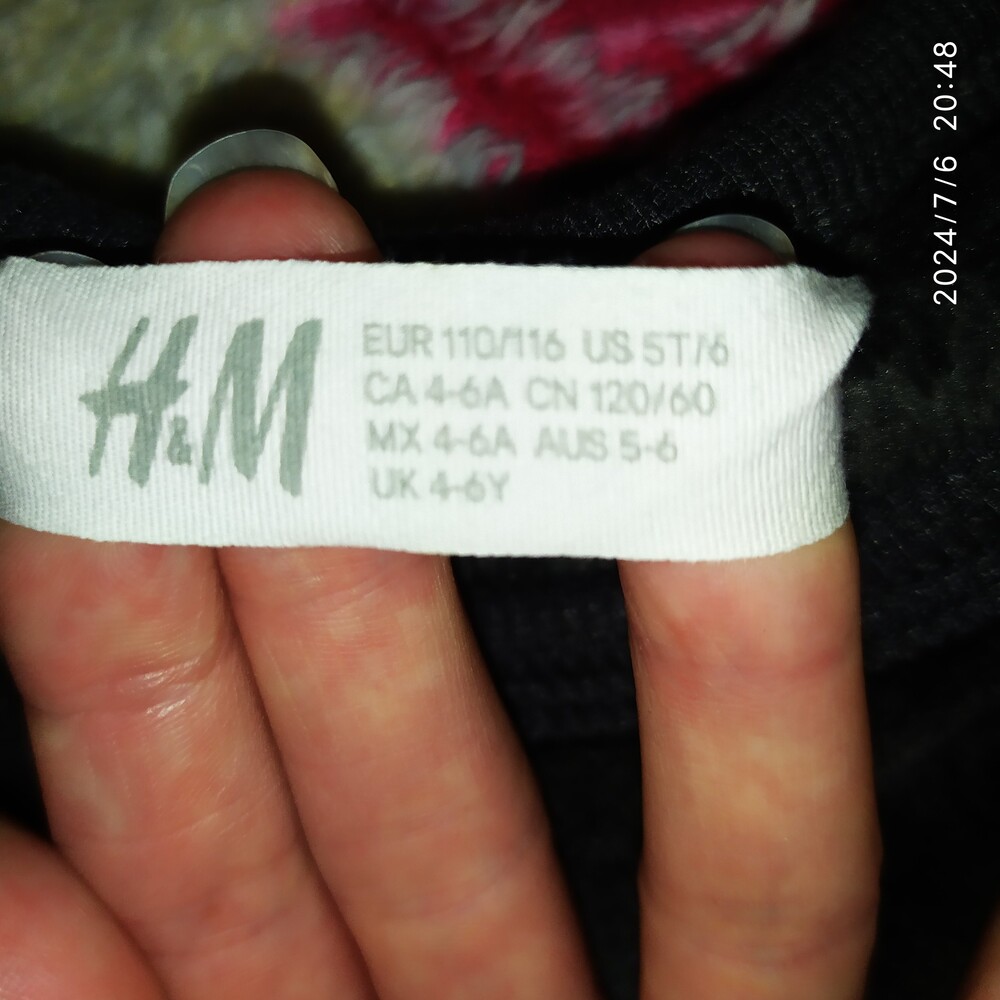 H&M
EUR 110/116 US 5T/6
CA 4-6A CN 120/60
MX 4-6A AUS 5-6
UK 4-6Y
2024/7/6 20:48